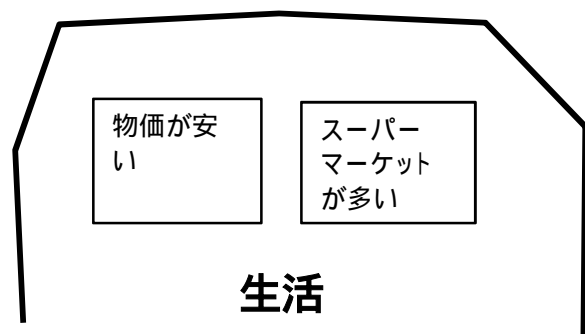 物価が安
い
スーパー
マーケット
が多い
生活